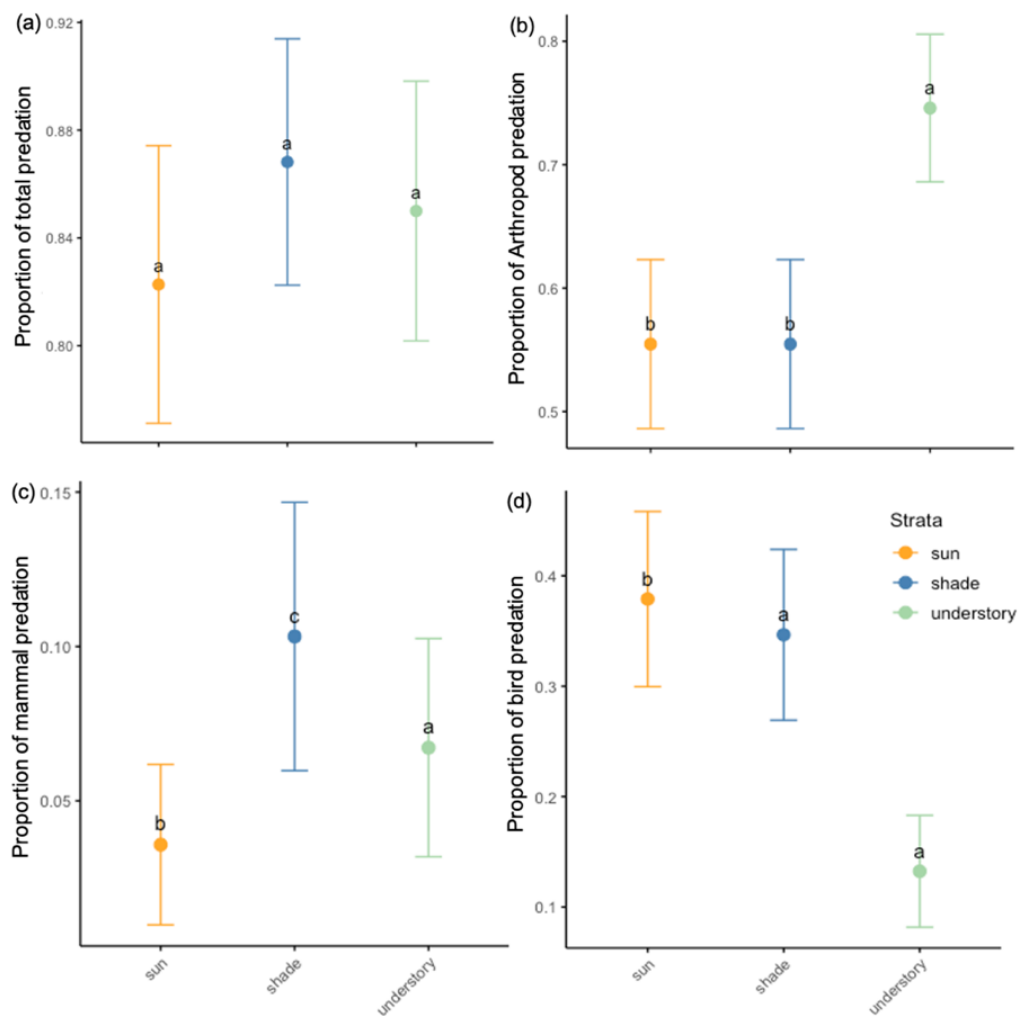 (a)
Proportion of total predation
0.92
0.88
0.84
0.80
a
a
a
(b)
Proportion of Arthropod predation
0.8
0.7
0.6
0.5
b
b
a
(c)
Proportion of mammal predation
0.15
0.10
0.05
b
c
a
sun
shade
understory
(d)
Proportion of bird predation
0.4
0.3
0.2
0.1
b
a
a
sun
shade
understory
Strata
sun
shade
understory